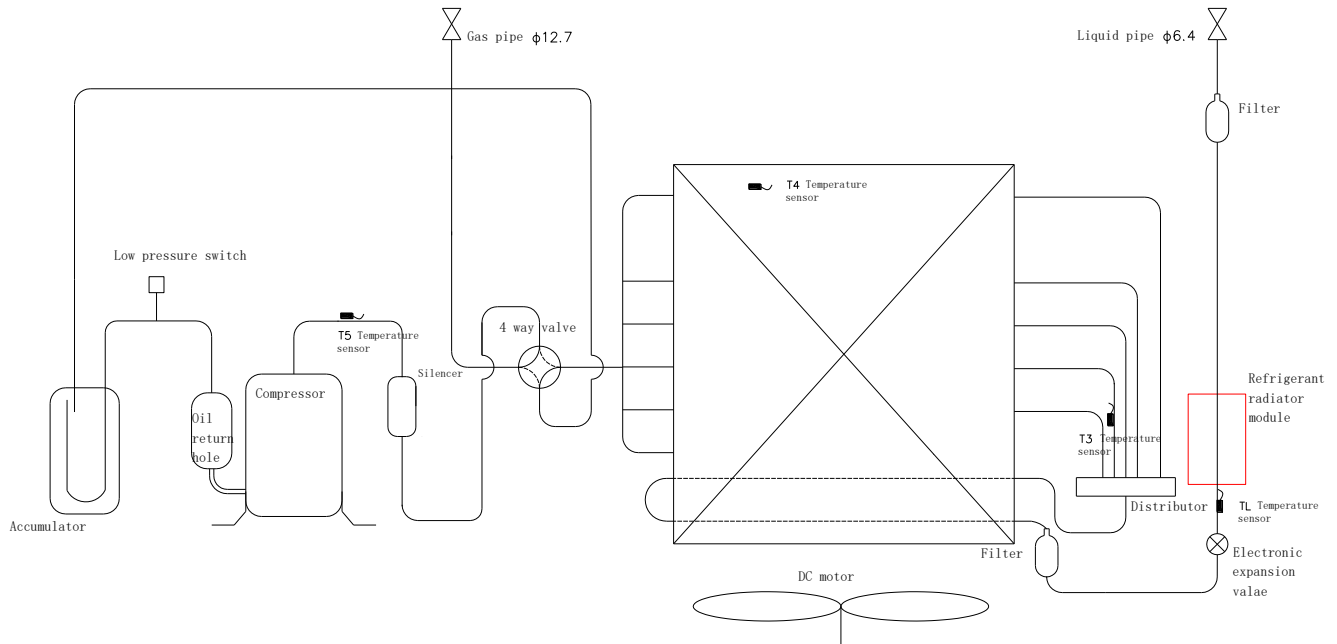 Gas pipe ϕ12.7
Liquid pipe ϕ6.4
Filter
T4 Temperature
sensor
Low pressure switch
4 way valve
T5 Temperature
sensor
Silencer
Compressor
Refrigerant
radiator
module
Oil
return
hole
T3 Temperature
sensor
Distributor
TL Temperature
sensor
Accumulator
Filter
Electronic
expansion
valae
DC motor